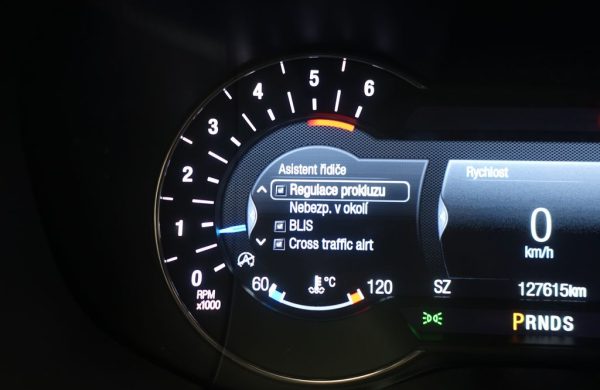 6
5
4
3
2
1
0
RPM
x1000
Asistent řidiče
Regulace prokluzu
Nebezp. v okolí
BLIS
Cross traffic alrt
60 °C 120
Rychlost
0
km/h
SZ 127615km
PRNDS